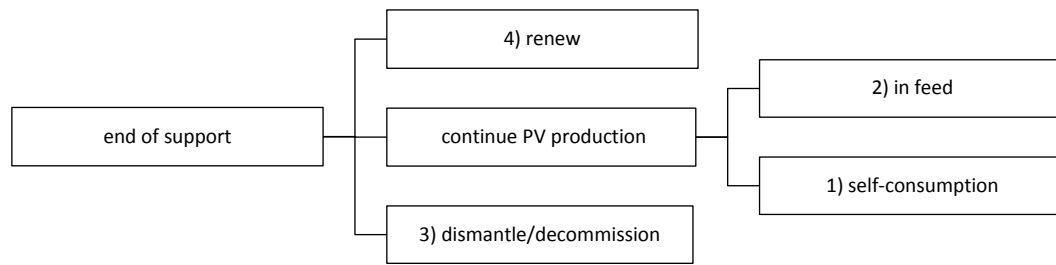 4) renew
2) in feed
end of support
continue PV production
1) self-consumption
3) dismantle/decommission